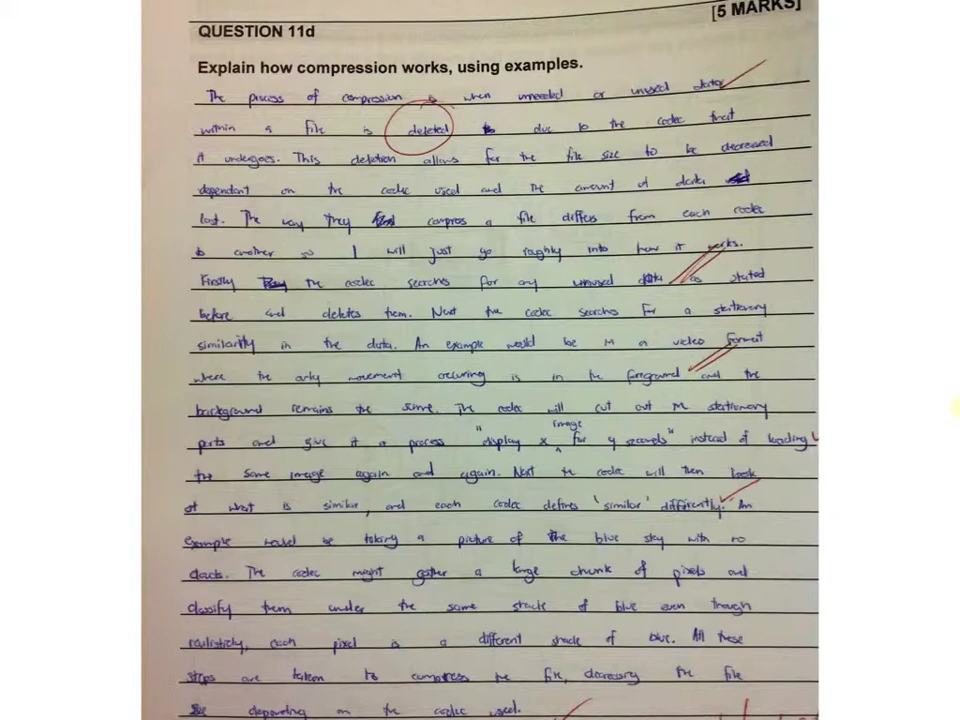 [5 MARKS]
QUESTION 11d
Explain how compression works, using examples.
The process of compression is when unneeded or unused data
within a file is deleted due to the codec that
it undergoes. This deletion allows for the file size to be decreased
dependant on the codec used and the amount of data
lost. The way they compress a file differs from each codec
to another so I will just go roughly into how it works.
Firstly the codec searches for any unused data as stated
before and deletes them. Next the codec searches for a stationary
similarity in the data. An example would be in a video format
where the only movement occuring is in the foreground and the
background remains the same. The codec will cut out the stationary
image
parts and give it a process "display x for y seconds" instead of loading
the same image again and again. Next the codec will then look
at what is similar, and each codec defines 'similar' differently. An
example would be taking a picture of the blue sky with no
clouds. The codec might gather a large chunk of pixels and
classify them under the same shade of blue even though
realisticly, each pixel is a different shade of blue. All these
steps are taken to compress the file, decreasing the file
depending on the codec used.